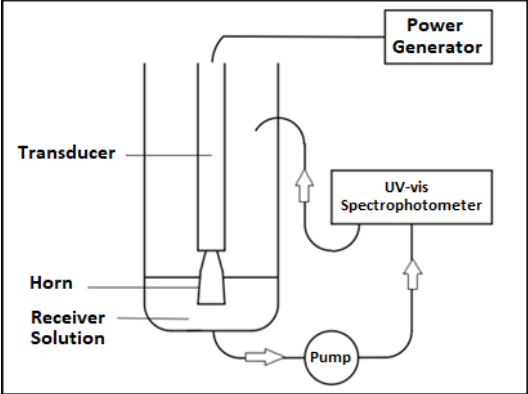 Power
Generator
Transducer
UV-vis
Spectrophotometer
Horn
Receiver
Solution
Pump